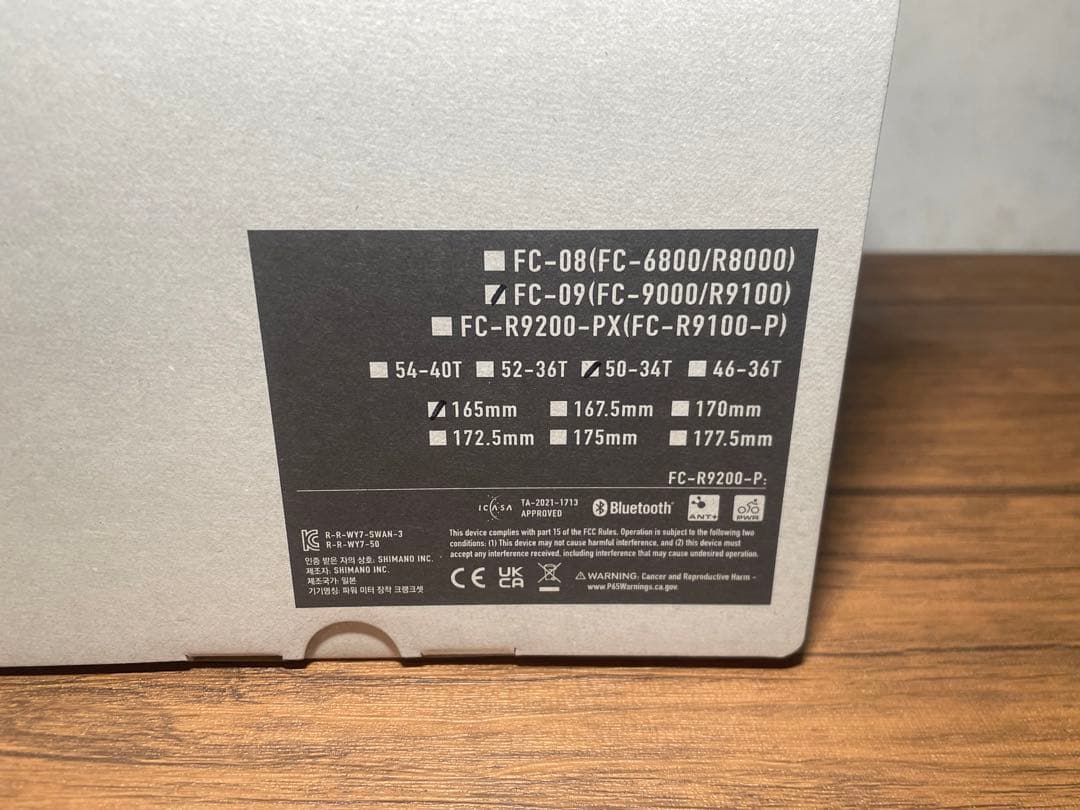 FC-08(FC-6800/R8000)
FC-09(FC-9000/R9100)
FC-R9200-PX(FC-R9100-P)
54-40T 52-36T 50-34T 46-36T
165mm 167.5mm 170mm
172.5mm 175mm 177.5mm
FC-R9200-P:
ICASA TA-2021-1713 APPROVED Bluetooth® ANT+ PWR
R-R-WY7-SWAN-3
R-R-WY7-50
인증 받은 자의 상호: SHIMANO INC.
제조자: SHIMANO INC.
제조국가: 일본
기기명칭: 파워 미터 장착 크랭크셋
This device complies with part 15 of the FCC Rules. Operation is subject to the following two
conditions: (1) This device may not cause harmful interference, and (2) this device must
accept any interference received, including interference that may cause undesired operation.
CE UK CA
WARNING: Cancer and Reproductive Harm -
www.P65Warnings.ca.gov.